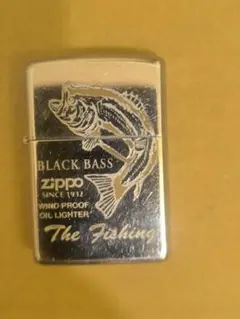 BLACK BASS
zippo
SINCE 1932
WIND PROOF
OIL LIGHTER
The Fishing